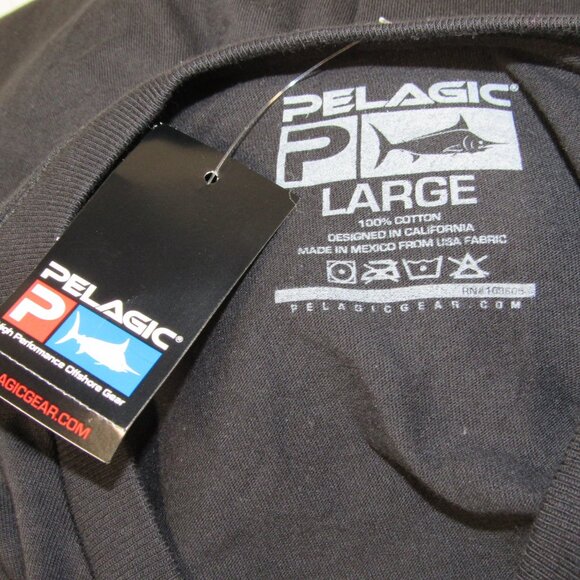 PELAGIC®
P
LARGE
100% COTTON
DESIGNED IN CALIFORNIA
MADE IN MEXICO FROM USA FABRIC
PELAGICGEAR.COM
PELAGIC®
P
High Performance Offshore Gear
AGICGEAR.COM